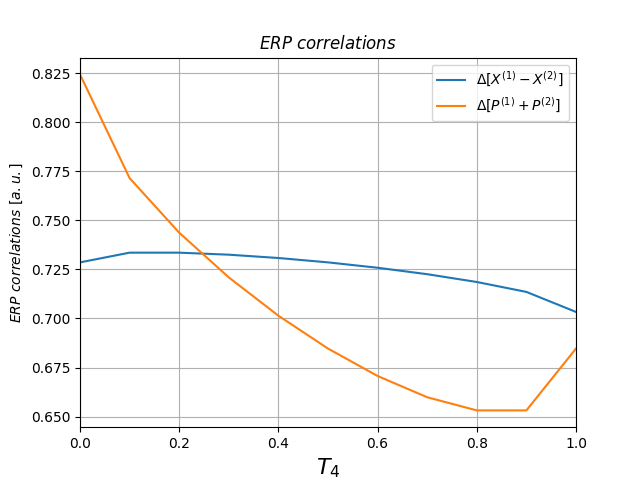 ERP correlations
Δ[X⁽¹⁾ − X⁽²⁾]
Δ[P⁽¹⁾ + P⁽²⁾]
ERP correlations [a. u.]
0.825
0.800
0.775
0.750
0.725
0.700
0.675
0.650
0.0 0.2 0.4 0.6 0.8 1.0
T₄